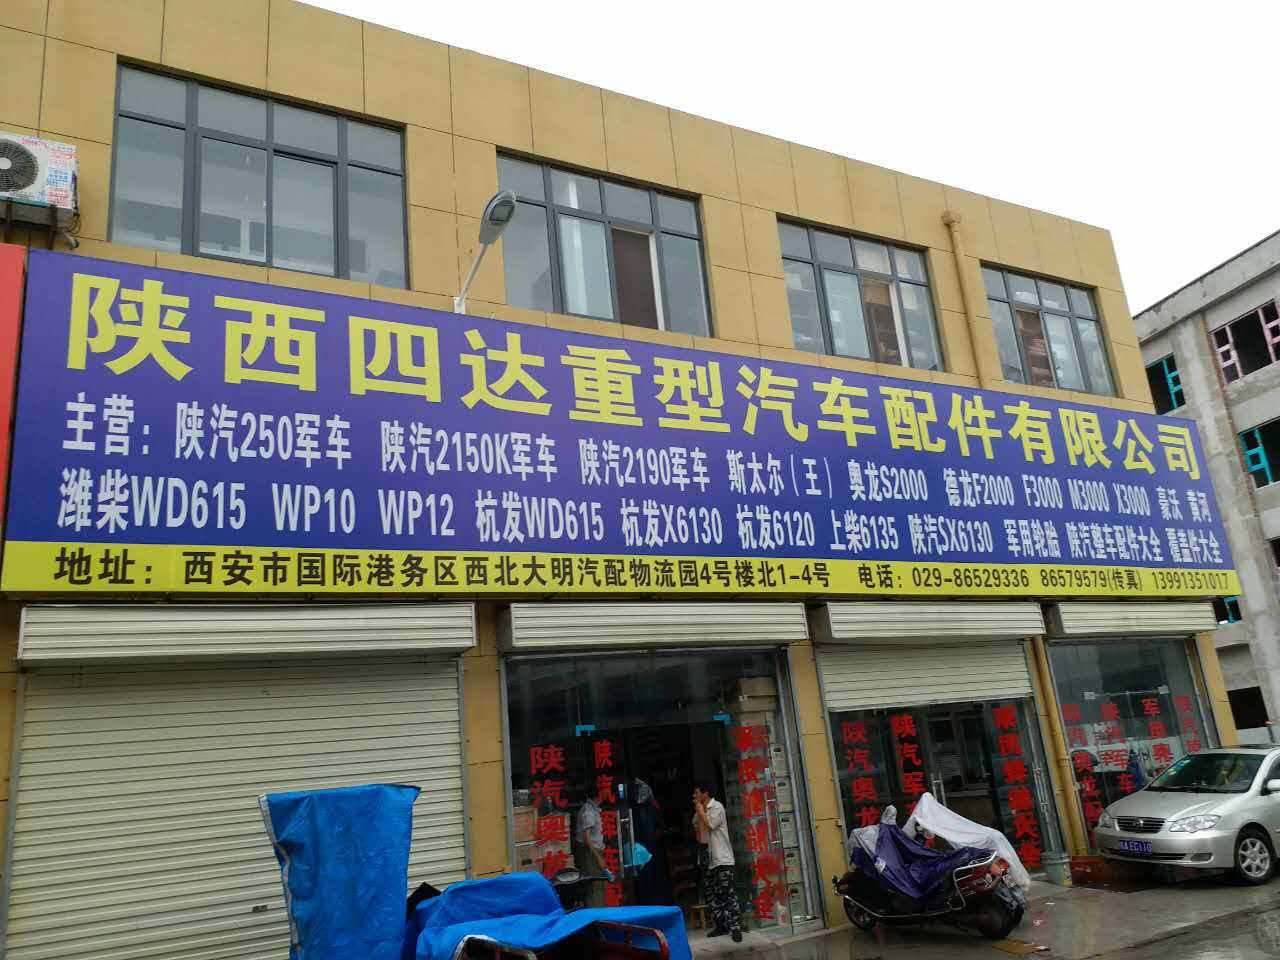 陕西四达重型汽车配件有限公司
主营：陕汽250军车 陕汽2150K军车 陕汽2190军车 斯太尔（王） 奥龙S2000 德龙F2000 F3000 M3000 X3000 豪沃 黄河
潍柴WD615 WP10 WP12 杭发WD615 杭发X6130 杭发6120 上柴6135 陕汽SX6130 军用轮胎 陕汽整车配件大全 覆盖件大全
地址：西安市国际港务区西北大明汽配物流园4号楼北1-4号 电话：029-86529336 86579579(传真) 13991351017
陕汽奥龙
陕汽军车
陕汽奥龙
陕汽军车